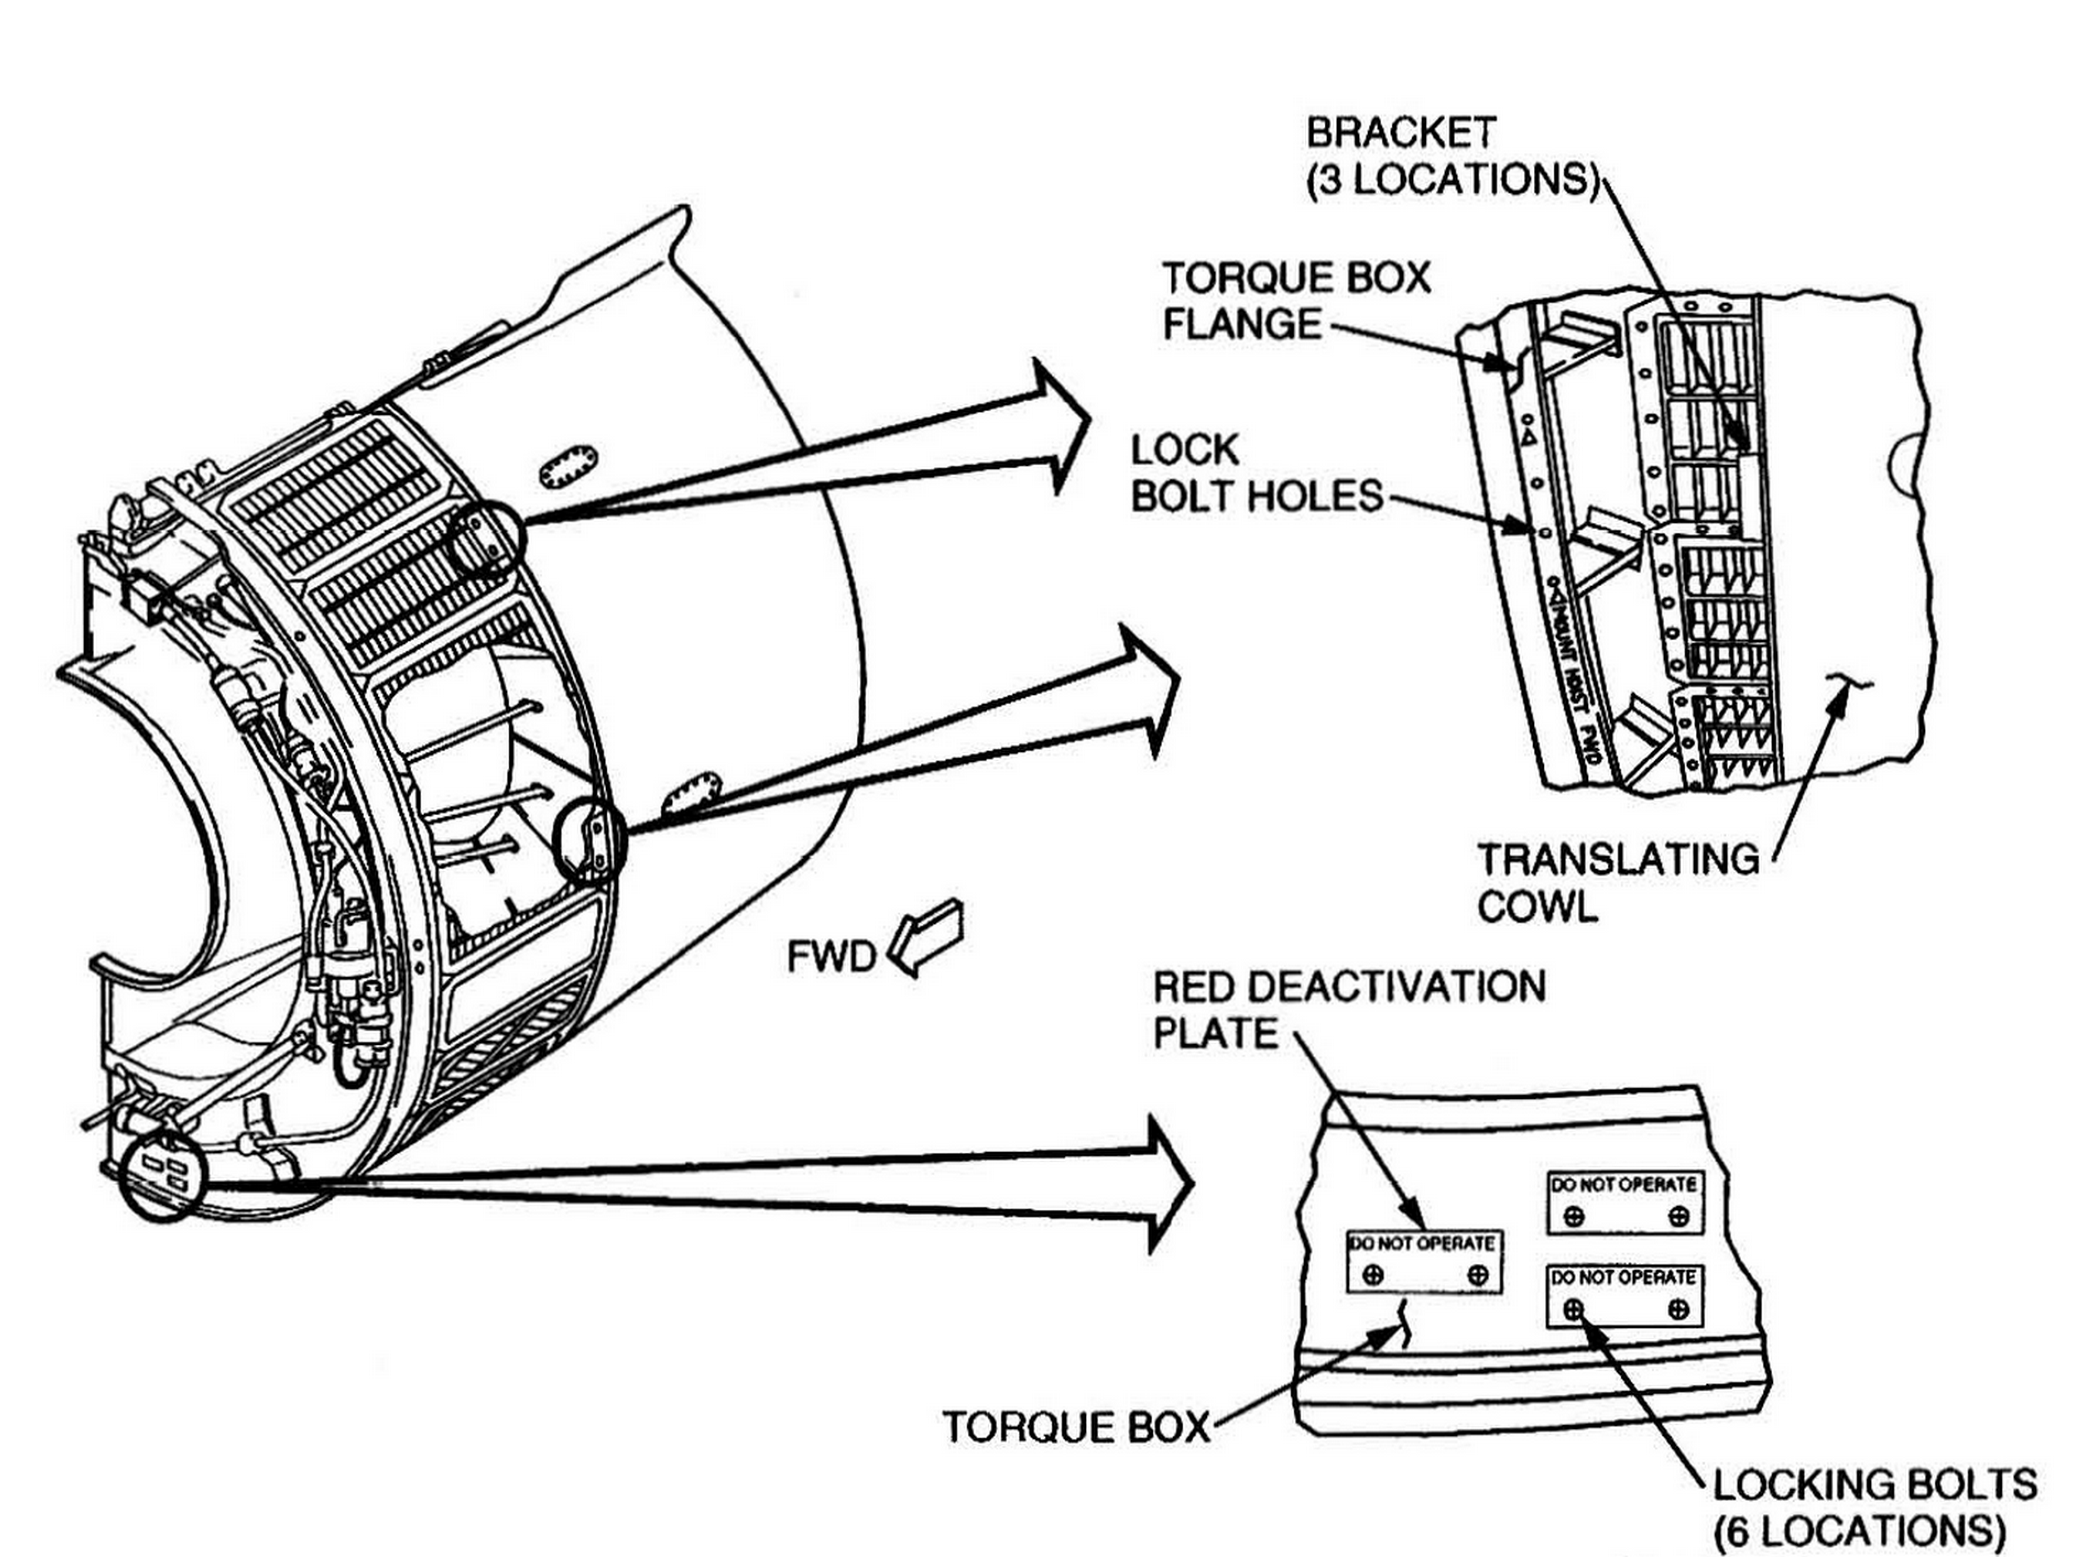 BRACKET
(3 LOCATIONS)
TORQUE BOX
FLANGE
LOCK
BOLT HOLES
MOUNT HOIST FWD
TRANSLATING
COWL
FWD
RED DEACTIVATION
PLATE
DO NOT OPERATE
DO NOT OPERATE
DO NOT OPERATE
TORQUE BOX
LOCKING BOLTS
(6 LOCATIONS)